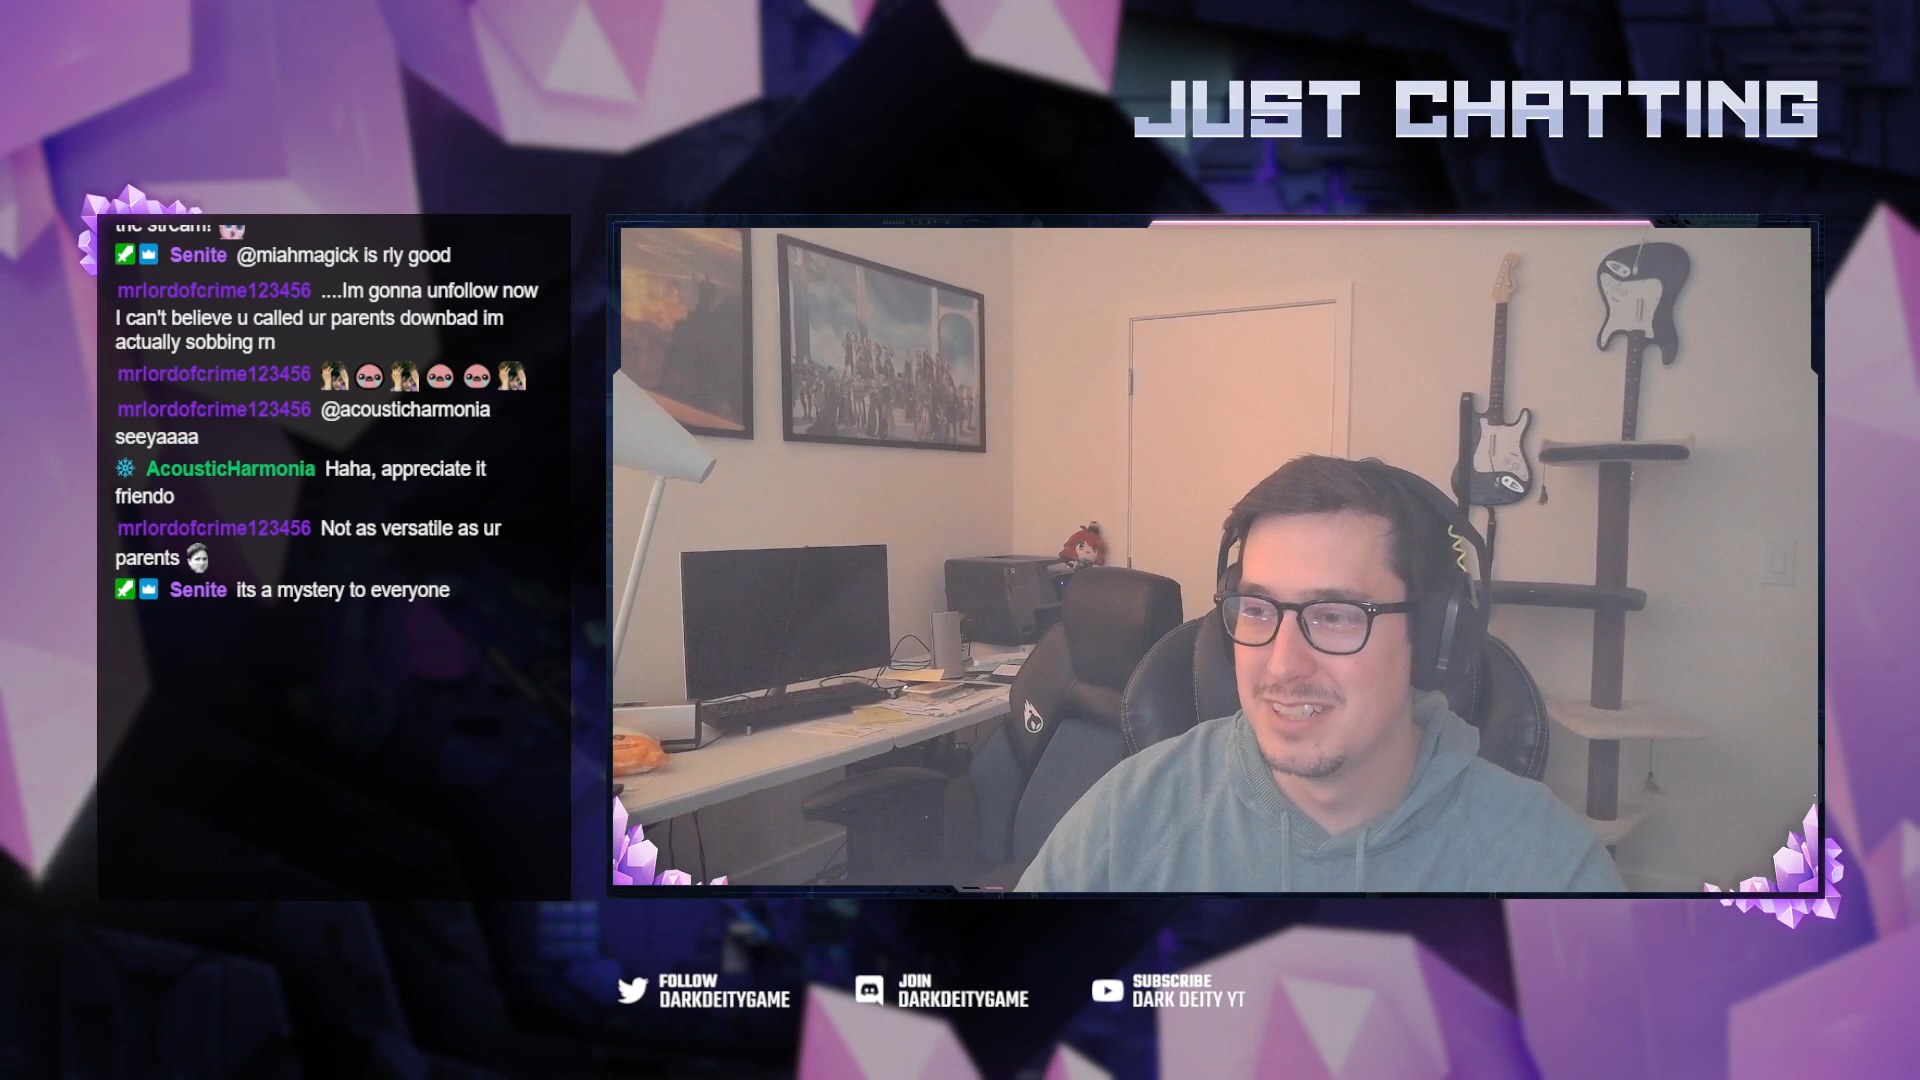 JUST CHATTING
the stream!
Senite @miahmagick is rly good
mrlordofcrime123456 ....Im gonna unfollow now
I can't believe u called ur parents downbad im
actually sobbing rn
mrlordofcrime123456
mrlordofcrime123456 @acousticharmonia
seeyaaaa
AcousticHarmonia Haha, appreciate it
friendo
mrlordofcrime123456 Not as versatile as ur
parents
Senite its a mystery to everyone
FOLLOW
DARKDEITYGAME
JOIN
DARKDEITYGAME
SUBSCRIBE
DARK DEITY YT